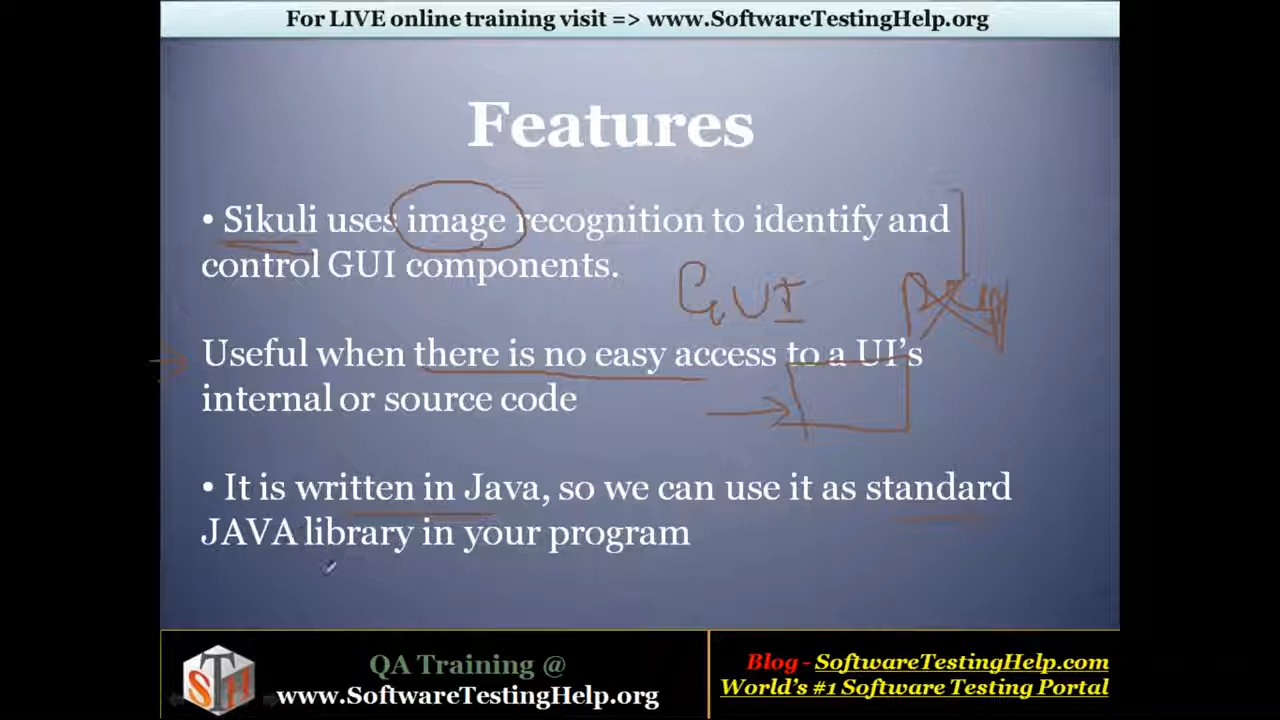 For LIVE online training visit => www.SoftwareTestingHelp.org
Features
• Sikuli uses image recognition to identify and
control GUI components.
GUI
Useful when there is no easy access to a UI's
internal or source code
• It is written in Java, so we can use it as standard
JAVA library in your program
STH
QA Training @
www.SoftwareTestingHelp.org
Blog - SoftwareTestingHelp.com
World's #1 Software Testing Portal